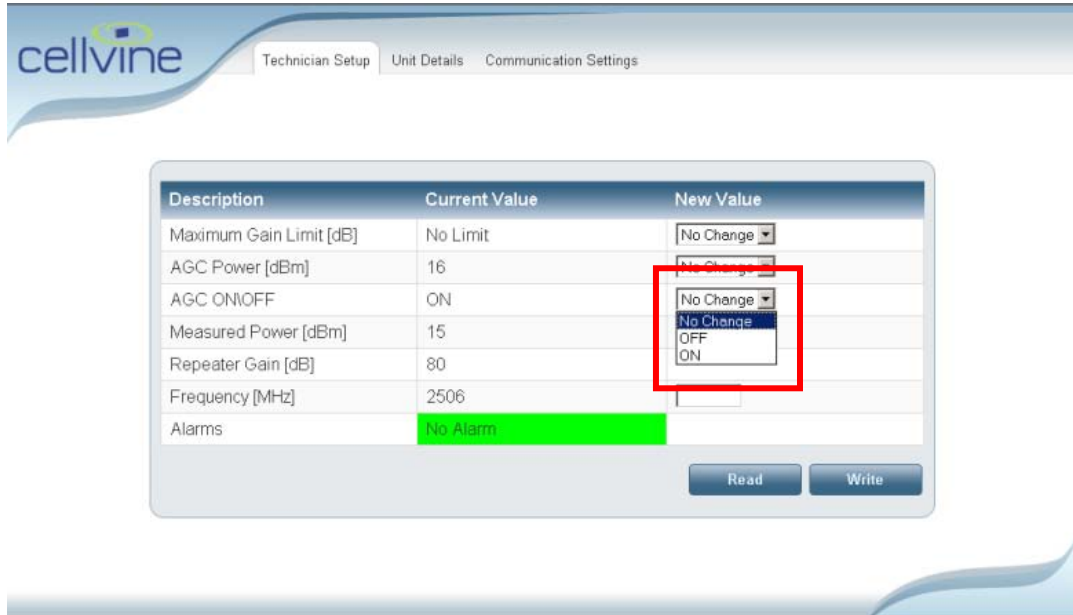 cellvine
Technician Setup Unit Details Communication Settings
Description Current Value New Value
Maximum Gain Limit [dB] No Limit No Change
AGC Power [dBm] 16 No Change
AGC ON\OFF ON No Change
No Change
Measured Power [dBm] 15 OFF
ON
Repeater Gain [dB] 80
Frequency [MHz] 2506
Alarms No Alarm
Read Write